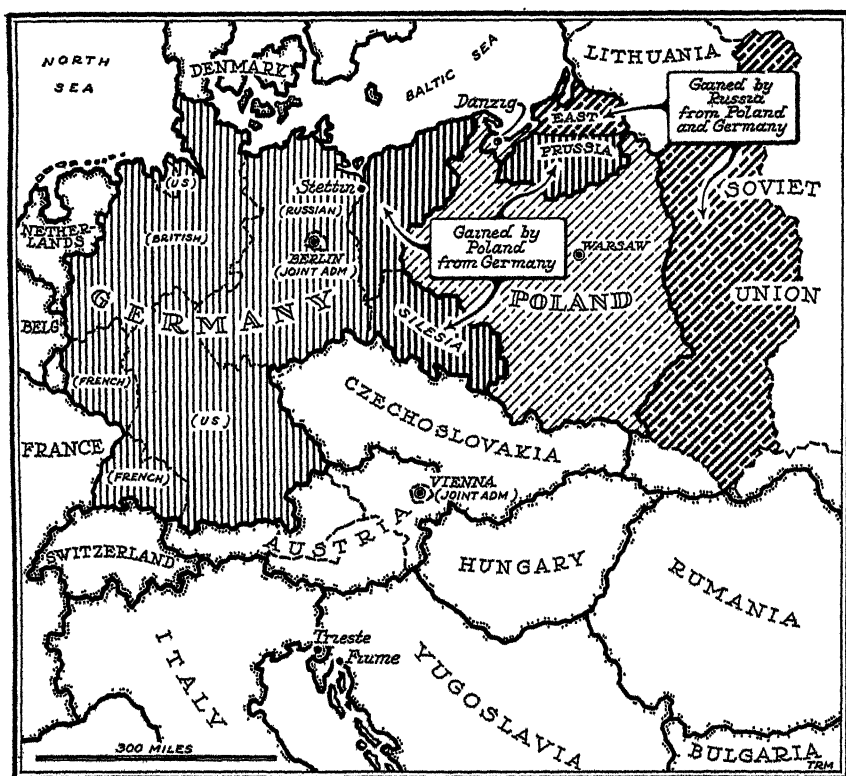 NORTH
SEA
DENMARK
BALTIC SEA
LITHUANIA
Danzig
EAST
PRUSSIA
Gained by
Russia
from Poland
and Germany
SOVIET
UNION
NETHER-
LANDS
(US)
(BRITISH)
Stettin
(RUSSIAN)
BERLIN
(JOINT ADM)
Gained by
Poland
from Germany
WARSAW
POLAND
GERMANY
SILESIA
BELG
(FRENCH)
(US)
FRANCE
(FRENCH)
CZECHOSLOVAKIA
VIENNA
(JOINT ADM)
AUSTRIA
SWITZERLAND
HUNGARY
RUMANIA
ITALY
Trieste
Fiume
YUGOSLAVIA
BULGARIA
300 MILES
TRM